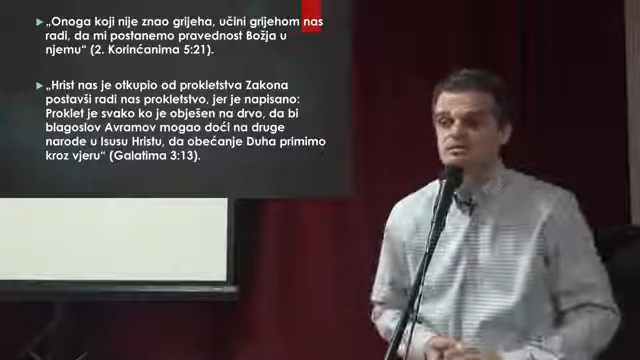 „Onoga koji nije znao grijeha, učini grijehom nas
radi, da mi postanemo pravednost Božja u
njemu“ (2. Korinćanima 5:21).
„Hrist nas je otkupio od prokletstva Zakona
postavši radi nas prokletstvo, jer je napisano:
Proklet je svako ko je obješen na drvo, da bi
blagoslov Avramov mogao doći na druge
narode u Isusu Hristu, da obećanje Duha primimo
kroz vjeru“ (Galatima 3:13).